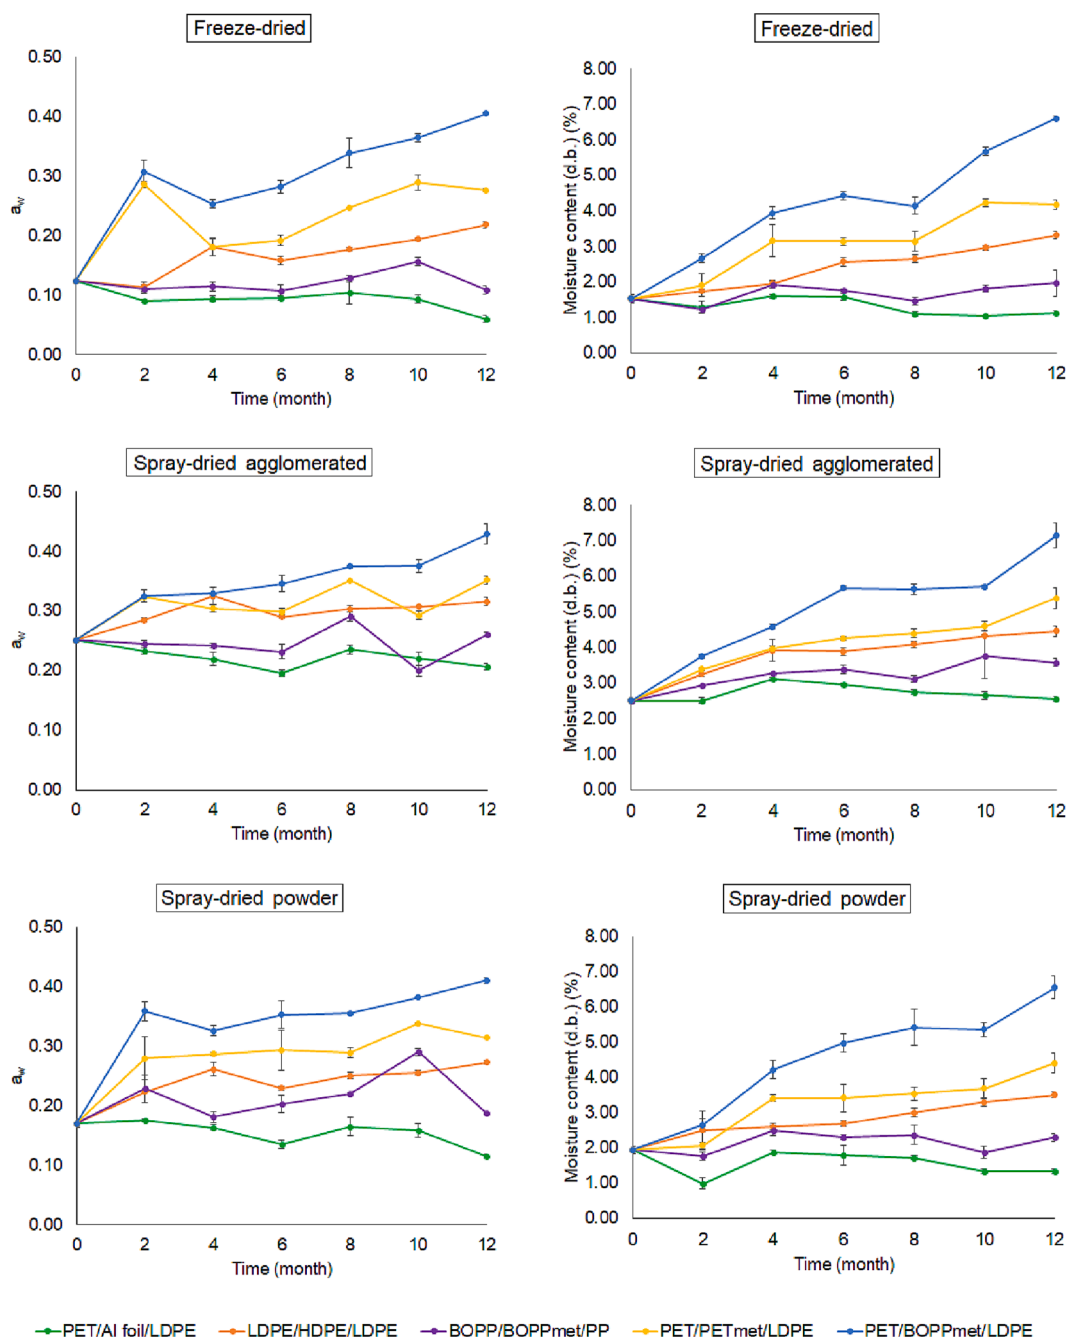 Freeze-dried
Freeze-dried
0.50
0.40
0.30
0.20
0.10
0.00
aw
0 2 4 6 8 10 12
Time (month)
8.00
7.00
6.00
5.00
4.00
3.00
2.00
1.00
0.00
Moisture content (d.b.) (%)
0 2 4 6 8 10 12
Time (month)
Spray-dried agglomerated
Spray-dried agglomerated
0.50
0.40
0.30
0.20
0.10
0.00
aw
0 2 4 6 8 10 12
Time (month)
8.00
7.00
6.00
5.00
4.00
3.00
2.00
1.00
0.00
Moisture content (d.b.) (%)
0 2 4 6 8 10 12
Time (month)
Spray-dried powder
Spray-dried powder
0.50
0.40
0.30
0.20
0.10
0.00
aw
0 2 4 6 8 10 12
Time (month)
8.00
7.00
6.00
5.00
4.00
3.00
2.00
1.00
0.00
Moisture content (d.b.) (%)
0 2 4 6 8 10 12
Time (month)
PET/Al foil/LDPE LDPE/HDPE/LDPE BOPP/BOPPmet/PP PET/PETmet/LDPE PET/BOPPmet/LDPE